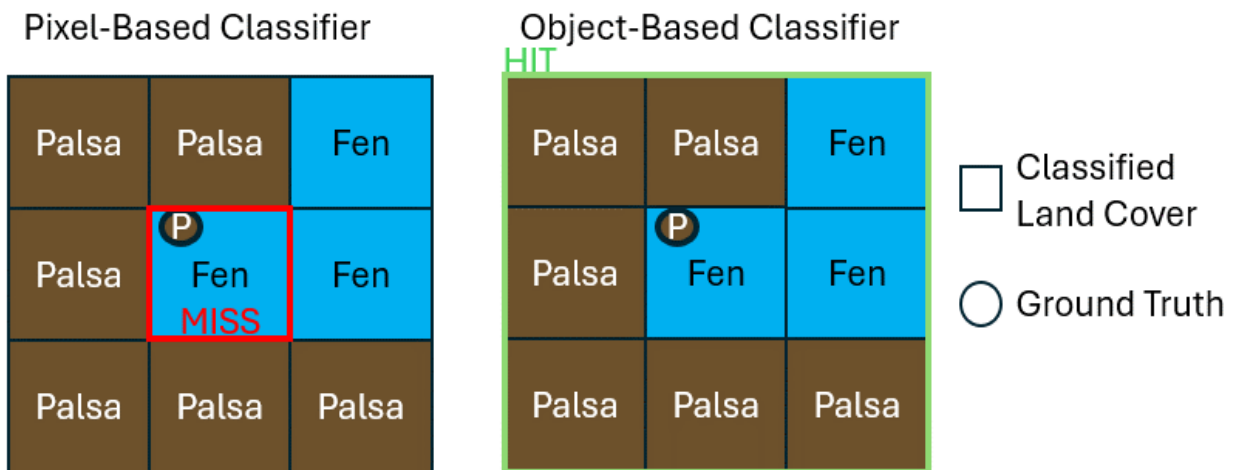 Pixel-Based Classifier
Object-Based Classifier
HIT
Palsa Palsa Fen
P
Palsa Fen Fen
MISS
Palsa Palsa Palsa
Palsa Palsa Fen
P
Palsa Fen Fen
Palsa Palsa Palsa
Classified
Land Cover
Ground Truth